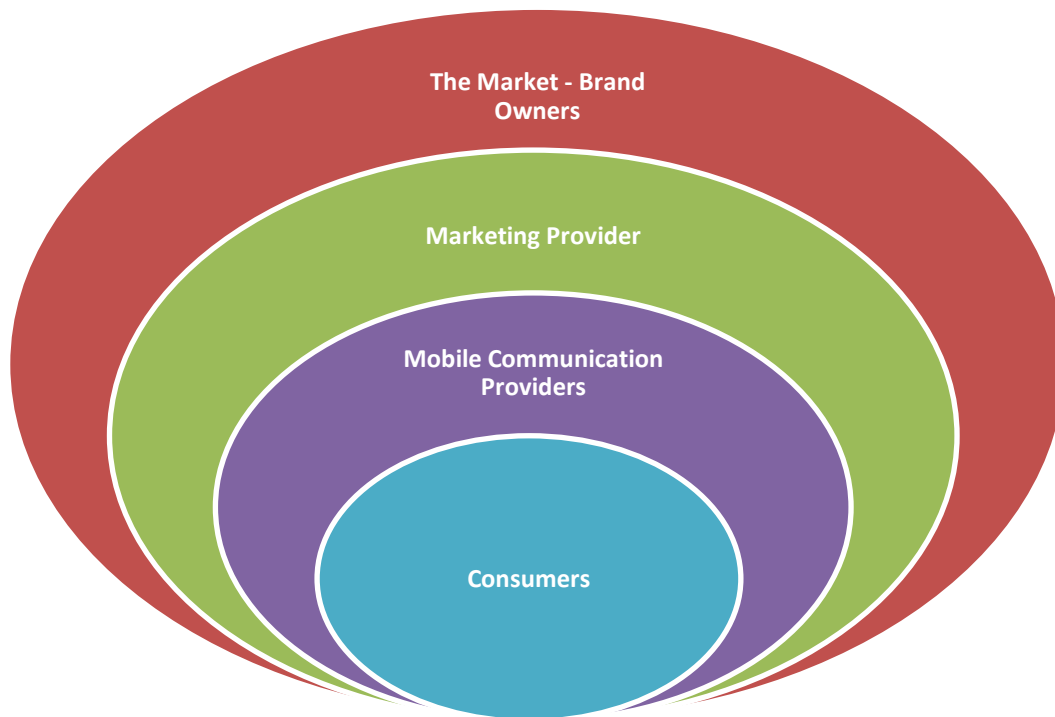 The Market - Brand
Owners
Marketing Provider
Mobile Communication
Providers
Consumers